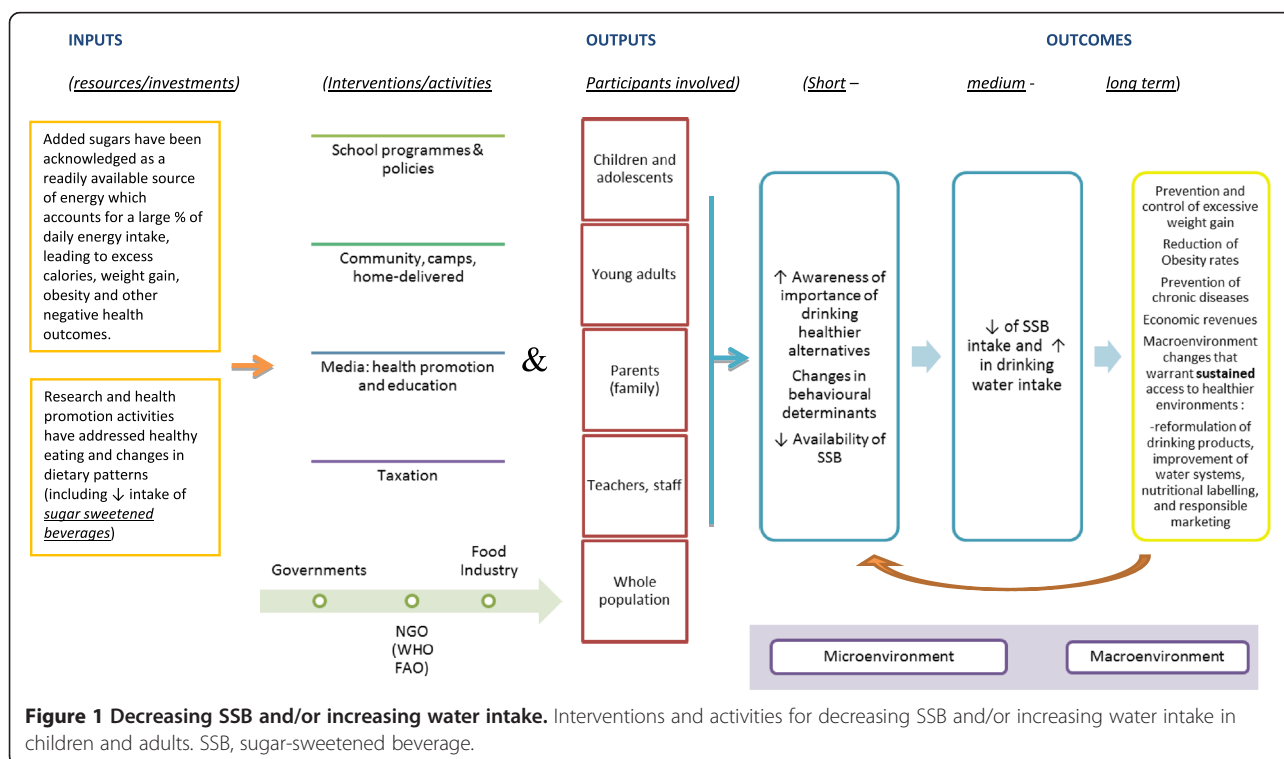 INPUTS
OUTPUTS
OUTCOMES
(resources/investments)
(Interventions/activities
Participants involved)
(Short –
medium -
long term)
Added sugars have been
acknowledged as a
readily available source
of energy which
accounts for a large % of
daily energy intake,
leading to excess
calories, weight gain,
obesity and other
negative health
outcomes.
Research and health
promotion activities
have addressed healthy
eating and changes in
dietary patterns
(including ↓ intake of
sugar sweetened
beverages)
School programmes &
policies
Community, camps,
home-delivered
Media: health promotion
and education
Taxation
&
Governments
Food
Industry
NGO
(WHO
FAO)
Children and
adolescents
Young adults
Parents
(family)
Teachers, staff
Whole
population
↑ Awareness of
importance of
drinking
healthier
alternatives
Changes in
behavioural
determinants
↓ Availability of
SSB
↓ of SSB
intake and ↑
in drinking
water intake
Prevention and
control of excessive
weight gain
Reduction of
Obesity rates
Prevention of
chronic diseases
Economic revenues
Macroenvironment
changes that
warrant sustained
access to healthier
environments :
-reformulation of
drinking products,
improvement of
water systems,
nutritional labelling,
and responsible
marketing
Microenvironment
Macroenvironment
Figure 1 Decreasing SSB and/or increasing water intake. Interventions and activities for decreasing SSB and/or increasing water intake in
children and adults. SSB, sugar-sweetened beverage.